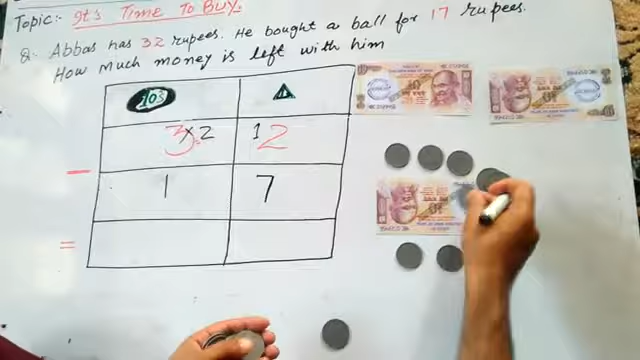 Topic: It's Time To Buy.
Q. Abbas has 32 rupees. He bought a ball for 17 rupees.
How much money is left with him
10s 1
3 2 12
- 1 7
=